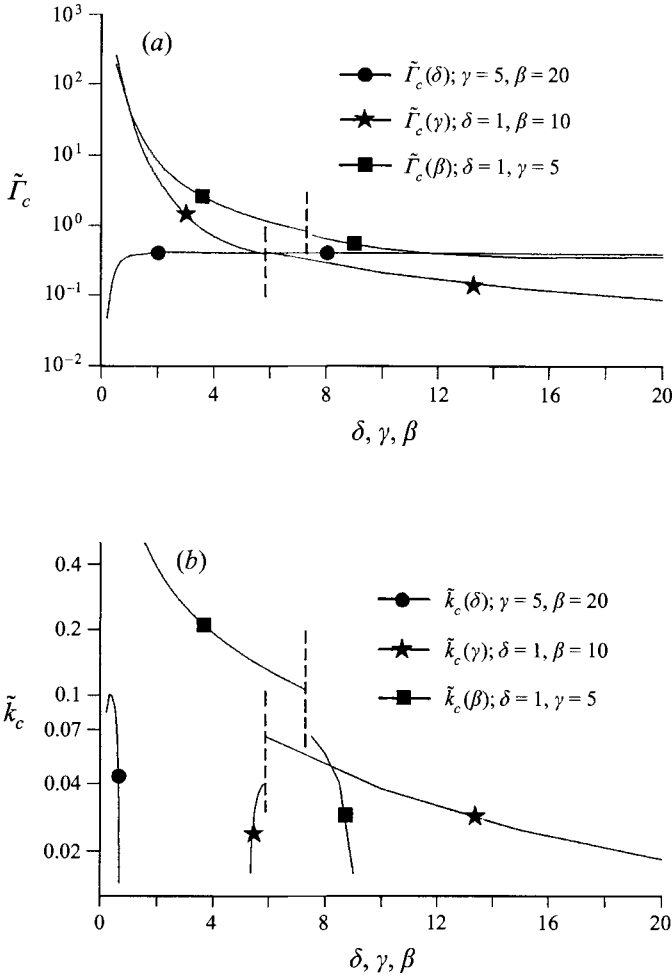 (a)
10³
10²
10¹
10⁰
10⁻¹
10⁻²
Γ̃c
Γ̃c(δ); γ = 5, β = 20
Γ̃c(γ); δ = 1, β = 10
Γ̃c(β); δ = 1, γ = 5
0 4 8 12 16 20
δ, γ, β
(b)
0.4
0.2
0.1
0.07
0.04
0.02
k̃c
k̃c(δ); γ = 5, β = 20
k̃c(γ); δ = 1, β = 10
k̃c(β); δ = 1, γ = 5
0 4 8 12 16 20
δ, γ, β